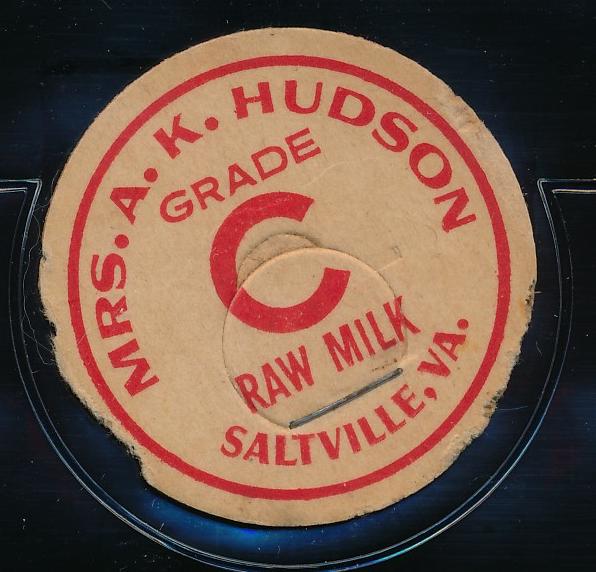 MRS. A. K. HUDSON
GRADE
C
RAW MILK
SALTVILLE, VA.